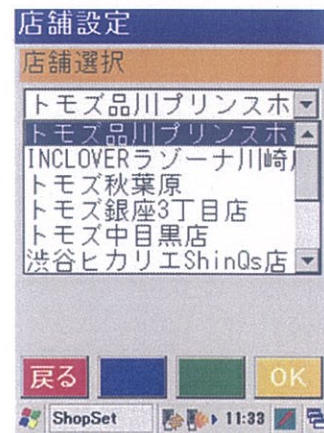 店舗設定
店舗選択
トモズ品川プリンスホ
トモズ品川プリンスホ
INCLOVERラゾーナ川崎
トモズ秋葉原
トモズ銀座3丁目店
トモズ中目黒店
渋谷ヒカリエShinQs店
戻る
OK
ShopSet
11:33